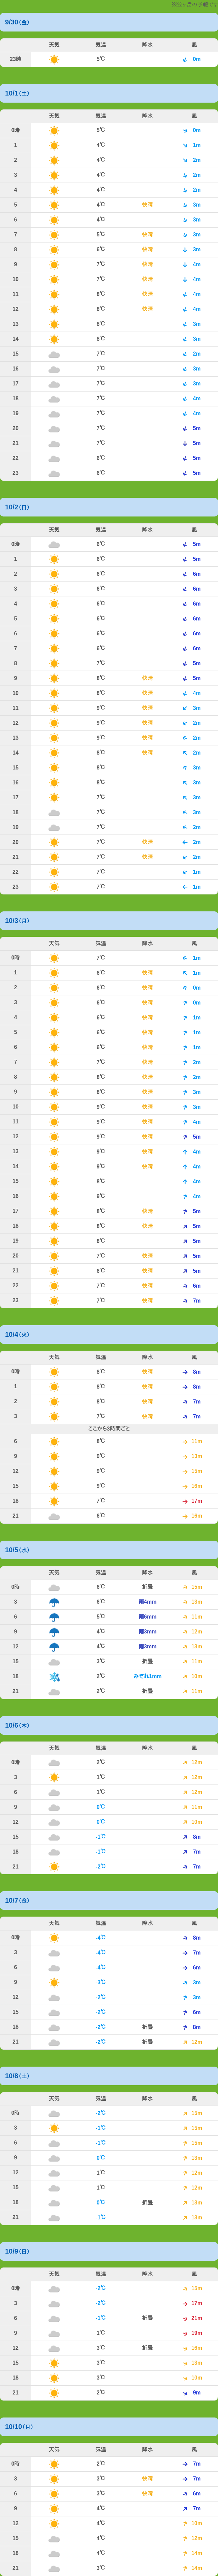 天気&風の予報です
9/30（金）
天気 気温 降水 風
23時 5℃ 0m
10/1（土）
天気 気温 降水 風
0時 5℃ 0m
1 4℃ 1m
2 4℃ 2m
3 4℃ 2m
4 4℃ 2m
5 4℃ 快晴 3m
6 4℃ 3m
7 5℃ 快晴 3m
8 6℃ 快晴 3m
9 7℃ 快晴 4m
10 7℃ 快晴 4m
11 8℃ 快晴 4m
12 8℃ 快晴 4m
13 8℃ 3m
14 8℃ 3m
15 7℃ 2m
16 7℃ 3m
17 7℃ 3m
18 7℃ 4m
19 7℃ 4m
20 7℃ 5m
21 7℃ 5m
22 6℃ 5m
23 6℃ 5m
10/2（日）
天気 気温 降水 風
0時 6℃ 5m
1 6℃ 5m
2 6℃ 6m
3 6℃ 6m
4 6℃ 6m
5 6℃ 6m
6 6℃ 6m
7 6℃ 6m
8 7℃ 5m
9 8℃ 快晴 5m
10 8℃ 快晴 4m
11 9℃ 快晴 3m
12 9℃ 快晴 2m
13 9℃ 快晴 2m
14 8℃ 快晴 2m
15 8℃ 3m
16 8℃ 3m
17 7℃ 3m
18 7℃ 3m
19 7℃ 2m
20 7℃ 快晴 2m
21 7℃ 快晴 2m
22 7℃ 1m
23 7℃ 1m
10/3（月）
天気 気温 降水 風
0時 7℃ 1m
1 6℃ 快晴 1m
2 6℃ 快晴 0m
3 6℃ 快晴 0m
4 6℃ 快晴 1m
5 6℃ 快晴 1m
6 6℃ 快晴 1m
7 7℃ 快晴 2m
8 8℃ 快晴 2m
9 8℃ 快晴 3m
10 9℃ 快晴 3m
11 9℃ 快晴 4m
12 9℃ 快晴 5m
13 9℃ 快晴 4m
14 9℃ 快晴 4m
15 8℃ 4m
16 9℃ 4m
17 8℃ 快晴 5m
18 8℃ 快晴 5m
19 8℃ 5m
20 7℃ 快晴 5m
21 6℃ 快晴 5m
22 7℃ 快晴 6m
23 7℃ 快晴 7m
10/4（火）
天気 気温 降水 風
0時 8℃ 快晴 8m
1 8℃ 快晴 8m
2 8℃ 快晴 7m
3 7℃ 快晴 7m
ここから3時間ごと
6 8℃ 11m
9 9℃ 13m
12 9℃ 15m
15 9℃ 16m
18 7℃ 17m
21 6℃ 16m
10/5（水）
天気 気温 降水 風
0時 6℃ 折畳 15m
3 6℃ 雨4mm 13m
6 5℃ 雨6mm 11m
9 4℃ 雨3mm 12m
12 4℃ 雨3mm 13m
15 3℃ 折畳 11m
18 2℃ みぞれ1mm 10m
21 2℃ 折畳 11m
10/6（木）
天気 気温 降水 風
0時 2℃ 12m
3 1℃ 12m
6 1℃ 12m
9 0℃ 11m
12 0℃ 10m
15 -1℃ 8m
18 -1℃ 7m
21 -2℃ 7m
10/7（金）
天気 気温 降水 風
0時 -4℃ 8m
3 -4℃ 7m
6 -4℃ 6m
9 -3℃ 3m
12 -2℃ 3m
15 -2℃ 6m
18 -2℃ 折畳 8m
21 -2℃ 折畳 12m
10/8（土）
天気 気温 降水 風
0時 -2℃ 15m
3 -1℃ 15m
6 -1℃ 15m
9 0℃ 13m
12 1℃ 12m
15 1℃ 12m
18 0℃ 折畳 13m
21 -1℃ 13m
10/9（日）
天気 気温 降水 風
0時 -2℃ 15m
3 -2℃ 17m
6 -1℃ 折畳 21m
9 1℃ 19m
12 3℃ 折畳 16m
15 3℃ 13m
18 3℃ 10m
21 2℃ 9m
10/10（月）
天気 気温 降水 風
0時 2℃ 7m
3 3℃ 快晴 7m
6 3℃ 快晴 6m
9 4℃ 7m
12 4℃ 10m
15 4℃ 12m
18 4℃ 14m
21 3℃ 14m